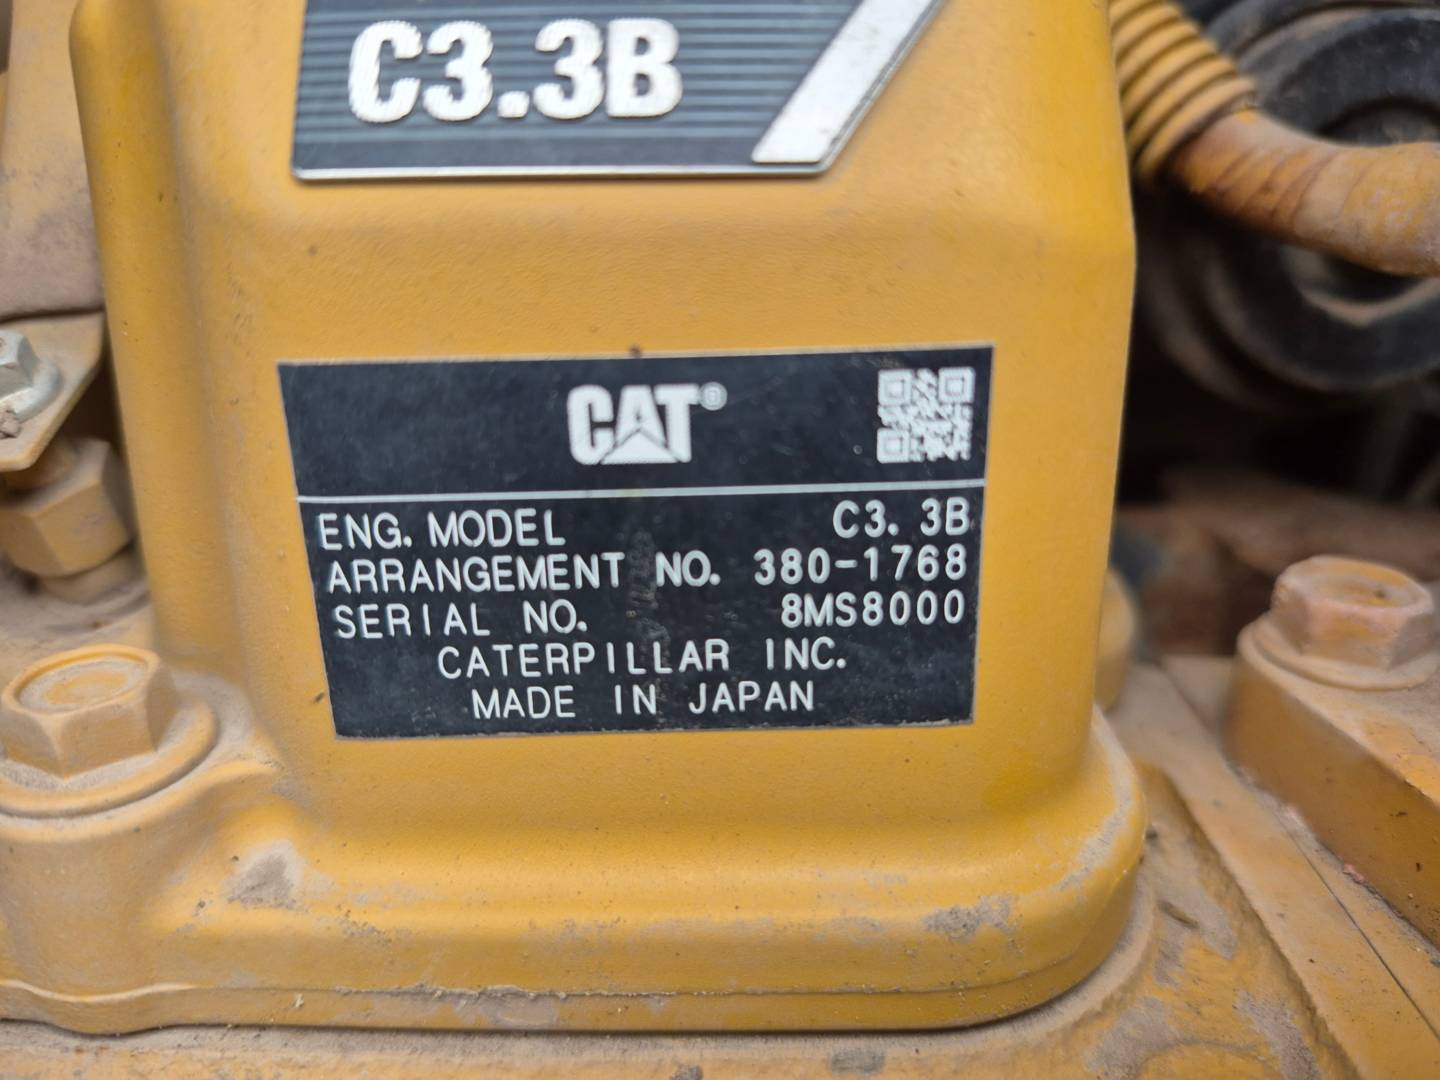 C3.3B
CAT®
ENG. MODEL C3.3B
ARRANGEMENT NO. 380-1768
SERIAL NO. 8MS8000
CATERPILLAR INC.
MADE IN JAPAN